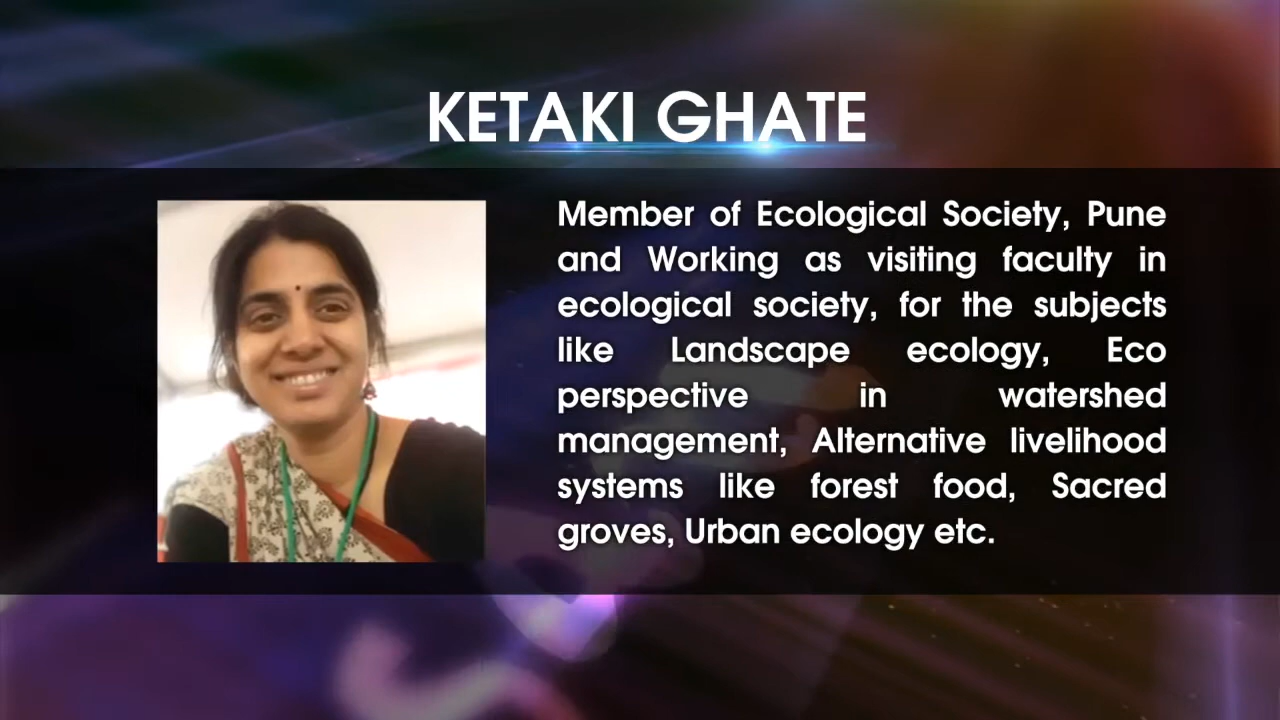 KETAKI GHATE
Member of Ecological Society, Pune
and Working as visiting faculty in
ecological society, for the subjects
like Landscape ecology, Eco
perspective in watershed
management, Alternative livelihood
systems like forest food, Sacred
groves, Urban ecology etc.